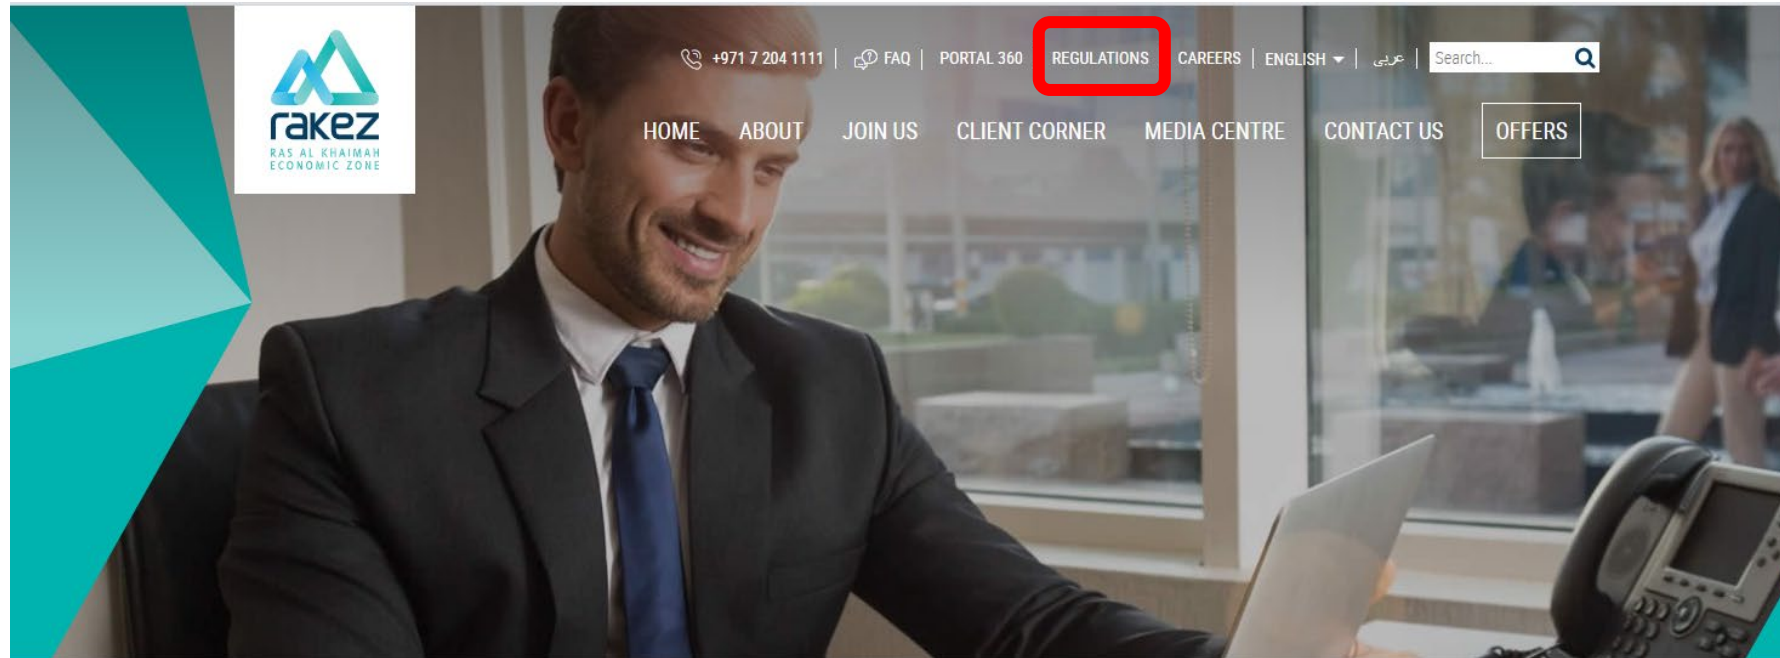 rakez
RAS AL KHAIMAH
ECONOMIC ZONE
+971 7 204 1111 | FAQ | PORTAL 360 REGULATIONS CAREERS | ENGLISH | عربى | Search...
HOME ABOUT JOIN US CLIENT CORNER MEDIA CENTRE CONTACT US OFFERS